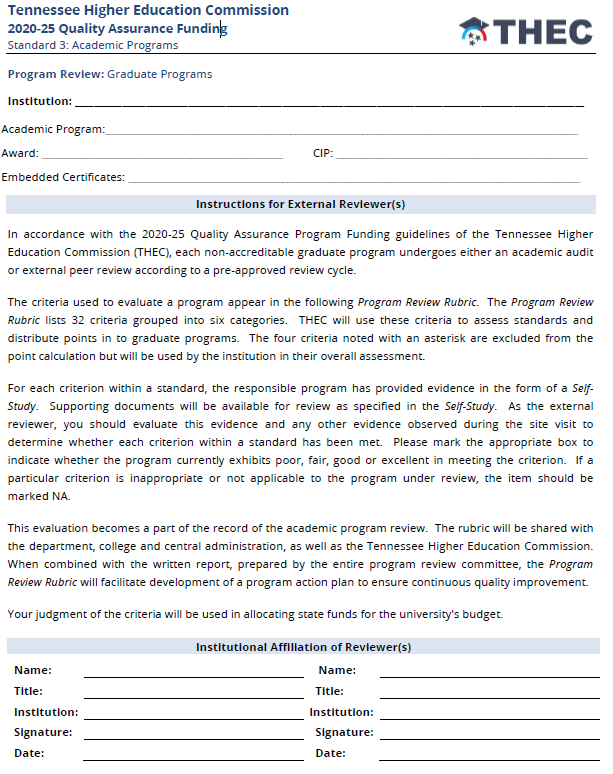 Tennessee Higher Education Commission
2020-25 Quality Assurance Funding
Standard 3: Academic Programs
THEC
Program Review: Graduate Programs
Institution:
Academic Program:
Award: CIP:
Embedded Certificates:
Instructions for External Reviewer(s)
In accordance with the 2020-25 Quality Assurance Program Funding guidelines of the Tennessee Higher
Education Commission (THEC), each non-accreditable graduate program undergoes either an academic audit
or external peer review according to a pre-approved review cycle.
The criteria used to evaluate a program appear in the following Program Review Rubric. The Program Review
Rubric lists 32 criteria grouped into six categories. THEC will use these criteria to assess standards and
distribute points in to graduate programs. The four criteria noted with an asterisk are excluded from the
point calculation but will be used by the institution in their overall assessment.
For each criterion within a standard, the responsible program has provided evidence in the form of a Self-
Study. Supporting documents will be available for review as specified in the Self-Study. As the external
reviewer, you should evaluate this evidence and any other evidence observed during the site visit to
determine whether each criterion within a standard has been met. Please mark the appropriate box to
indicate whether the program currently exhibits poor, fair, good or excellent in meeting the criterion. If a
particular criterion is inappropriate or not applicable to the program under review, the item should be
marked NA.
This evaluation becomes a part of the record of the academic program review. The rubric will be shared with
the department, college and central administration, as well as the Tennessee Higher Education Commission.
When combined with the written report, prepared by the entire program review committee, the Program
Review Rubric will facilitate development of a program action plan to ensure continuous quality improvement.
Your judgment of the criteria will be used in allocating state funds for the university's budget.
Institutional Affiliation of Reviewer(s)
Name: Name:
Title: Title:
Institution: Institution:
Signature: Signature:
Date: Date: